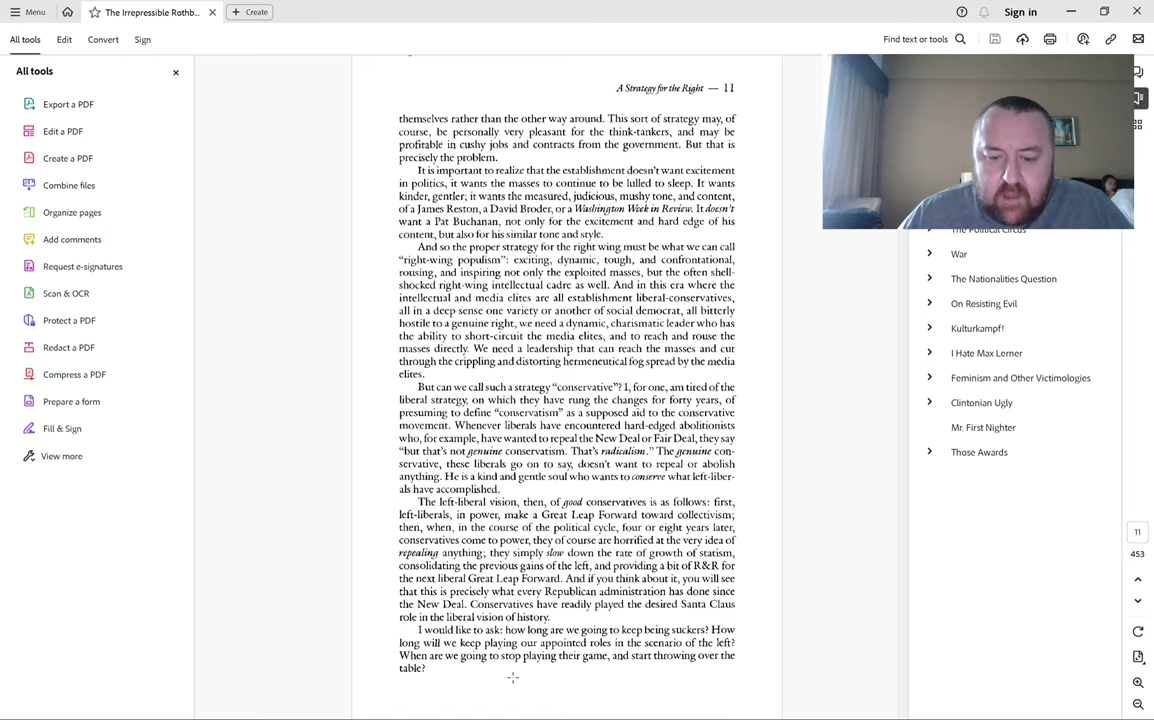 Menu
The Irrepressible Rothb...
Create
Sign in
All tools
Edit
Convert
Sign
Find text or tools
All tools
Export a PDF
Edit a PDF
Create a PDF
Combine files
Organize pages
Add comments
Request e-signatures
Scan & OCR
Protect a PDF
Redact a PDF
Compress a PDF
Prepare a form
Fill & Sign
View more
A Strategy for the Right — 11
themselves rather than the other way around. This sort of strategy may, of
course, be personally very pleasant for the think-tankers, and may be
profitable in cushy jobs and contracts from the government. But that is
precisely the problem.
It is important to realize that the establishment doesn't want excitement
in politics, it wants the masses to continue to be lulled to sleep. It wants
kinder, gentler; it wants the measured, judicious, mushy tone, and content,
of a James Reston, a David Broder, or a Washington Week in Review. It doesn't
want a Pat Buchanan, not only for the excitement and hard edge of his
content, but also for his similar tone and style.
And so the proper strategy for the right wing must be what we can call
"right-wing populism": exciting, dynamic, tough, and confrontational,
rousing, and inspiring not only the exploited masses, but the often shell-
shocked right-wing intellectual cadre as well. And in this era where the
intellectual and media elites are all establishment liberal-conservatives,
all in a deep sense one variety or another of social democrat, all bitterly
hostile to a genuine right, we need a dynamic, charismatic leader who has
the ability to short-circuit the media elites, and to reach and rouse the
masses directly. We need a leadership that can reach the masses and cut
through the crippling and distorting hermeneutical fog spread by the media
elites.
But can we call such a strategy "conservative"? I, for one, am tired of the
liberal strategy, on which they have rung the changes for forty years, of
presuming to define "conservatism" as a supposed aid to the conservative
movement. Whenever liberals have encountered hard-edged abolitionists
who, for example, have wanted to repeal the New Deal or Fair Deal, they say
"but that's not genuine conservatism. That's radicalism." The genuine con-
servative, these liberals go on to say, doesn't want to repeal or abolish
anything. He is a kind and gentle soul who wants to conserve what left-liber-
als have accomplished.
The left-liberal vision, then, of good conservatives is as follows: first,
left-liberals, in power, make a Great Leap Forward toward collectivism;
then, when, in the course of the political cycle, four or eight years later,
conservatives come to power, they of course are horrified at the very idea of
repealing anything; they simply slow down the rate of growth of statism,
consolidating the previous gains of the left, and providing a bit of R&R for
the next liberal Great Leap Forward. And if you think about it, you will see
that this is precisely what every Republican administration has done since
the New Deal. Conservatives have readily played the desired Santa Claus
role in the liberal vision of history.
I would like to ask: how long are we going to keep being suckers? How
long will we keep playing our appointed roles in the scenario of the left?
When are we going to stop playing their game, and start throwing over the
table?
The Political Circus
War
The Nationalities Question
On Resisting Evil
Kulturkampf!
I Hate Max Lerner
Feminism and Other Victimologies
Clintonian Ugly
Mr. First Nighter
Those Awards
11
453